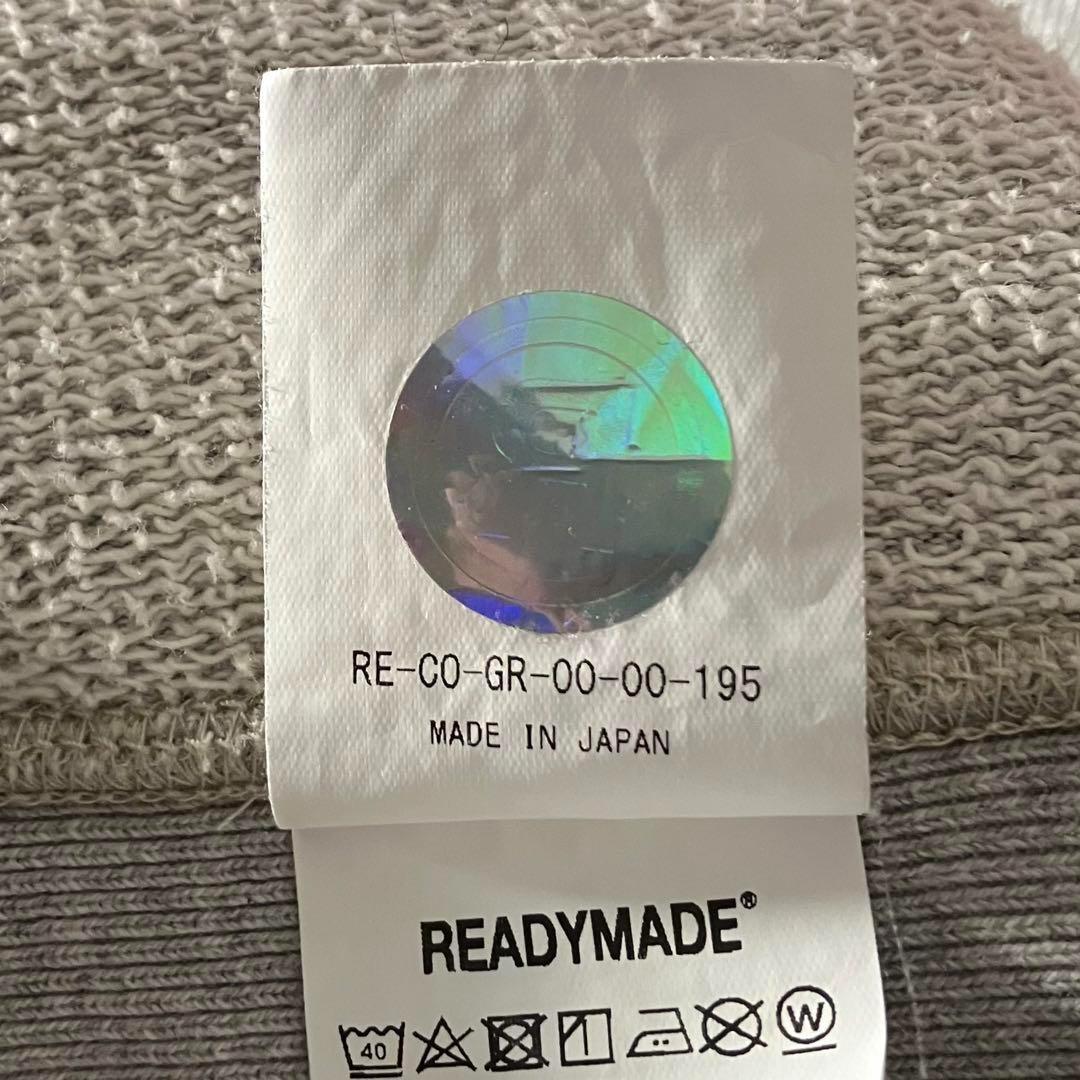 RE-CO-GR-00-00-195
MADE IN JAPAN
READYMADE®
40 W